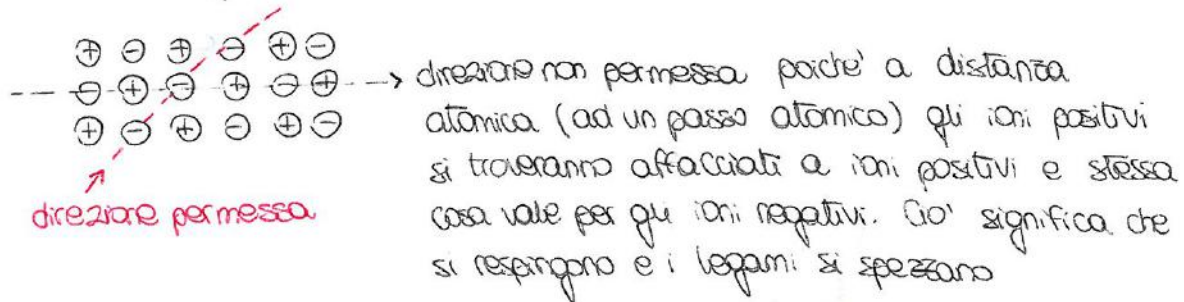 ⊕ ⊖ ⊕ ⊖ ⊕ ⊖
⊖ ⊕ ⊖ ⊕ ⊖ ⊕
⊕ ⊖ ⊕ ⊖ ⊕ ⊖
direzione permessa
direzione non permessa poiche' a distanza
atomica (ad un passo atomico) gli ioni positivi
si troveranno affacciati a ioni positivi e stessa
cosa vale per gli ioni negativi. Cio' significa che
si respingono e i legami si spezzano